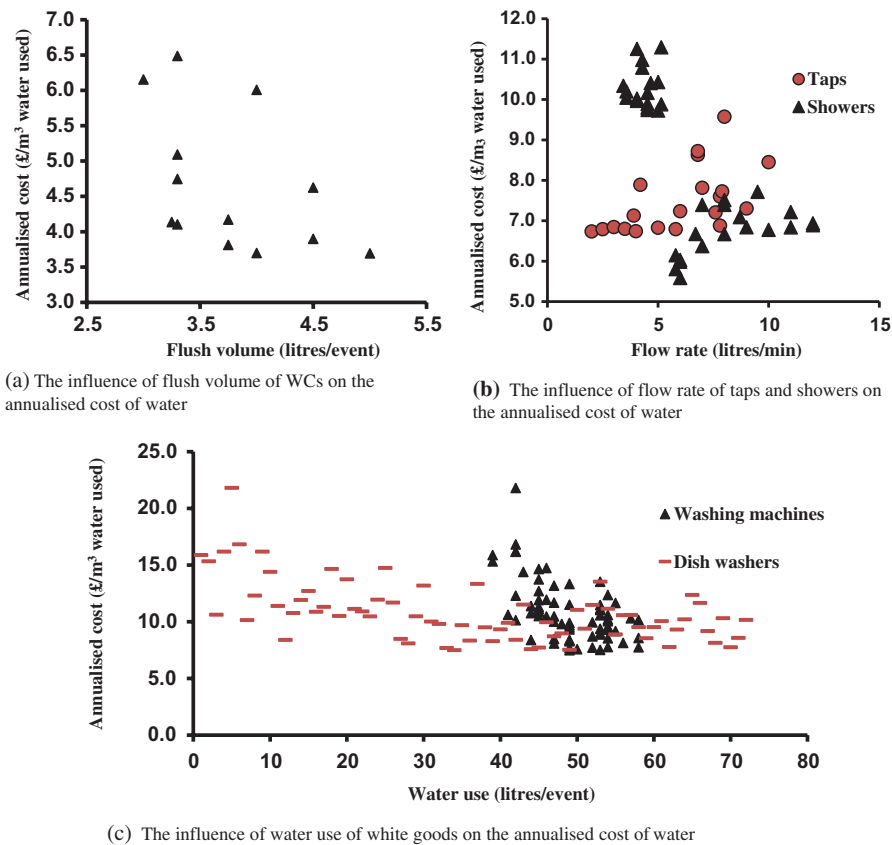 Annualised cost (£/m³ water used)
7.0
6.5
6.0
5.5
5.0
4.5
4.0
3.5
3.0
2.5 3.5 4.5 5.5
Flush volume (litres/event)
(a) The influence of flush volume of WCs on the
annualised cost of water
Annualised cost (£/m3 water used)
12.0
11.0
10.0
9.0
8.0
7.0
6.0
5.0
0 5 10 15
Flow rate (litres/min)
Taps
Showers
(b) The influence of flow rate of taps and showers on
the annualised cost of water
Annualised cost (£/m³ water used)
25.0
20.0
15.0
10.0
5.0
0.0
0 10 20 30 40 50 60 70 80
Water use (litres/event)
Washing machines
Dish washers
(c) The influence of water use of white goods on the annualised cost of water